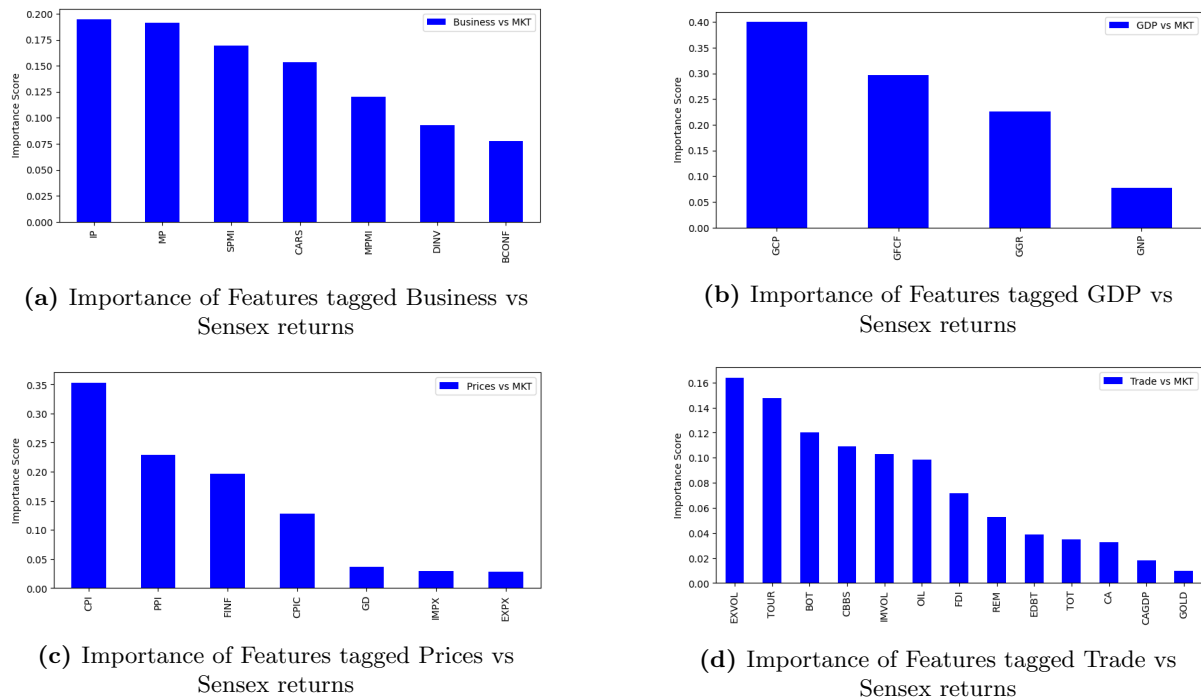 0.200
0.175
0.150
0.125
0.100
0.075
0.050
0.025
0.000
Importance Score
Business vs MKT
IP MP SPMI CARS MPMI DINV BCONF
(a) Importance of Features tagged Business vs
Sensex returns
0.40
0.30
0.20
0.15
0.10
0.05
0.00
Importance Score
GDP vs MKT
GCP GFCF GGR GNP
(b) Importance of Features tagged GDP vs
Sensex returns
0.35
0.30
0.25
0.20
0.15
0.10
0.05
0.00
Importance Score
Prices vs MKT
CPI PPI FINF CPIC GD IMPX EXPX
(c) Importance of Features tagged Prices vs
Sensex returns
0.16
0.14
0.12
0.10
0.08
0.06
0.04
0.02
0.00
Importance Score
Trade vs MKT
EXVOL TOUR BOT CBBS IMVOL OIL FDI REM EDBT TOT CA CAGDP GOLD
(d) Importance of Features tagged Trade vs
Sensex returns